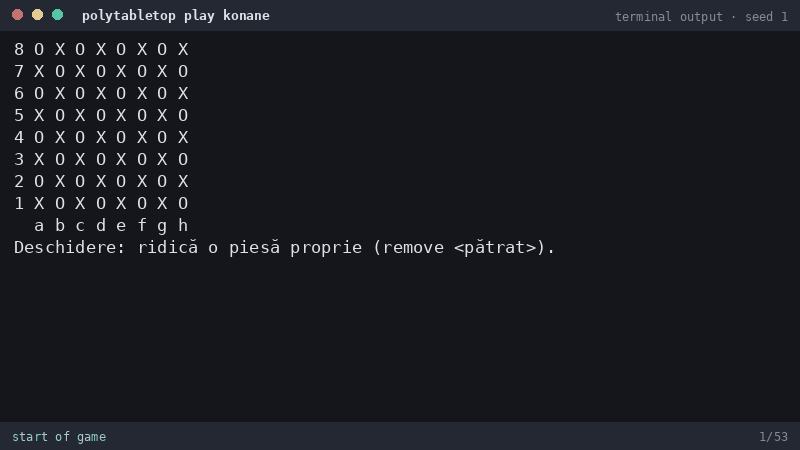 polytabletop play konane
terminal output · seed 1
8 O X O X O X O X
7 X O X O X O X O
6 O X O X O X O X
5 X O X O X O X O
4 O X O X O X O X
3 X O X O X O X O
2 O X O X O X O X
1 X O X O X O X O
a b c d e f g h
Deschidere: ridică o piesă proprie (remove <pătrat>).
start of game
1/53